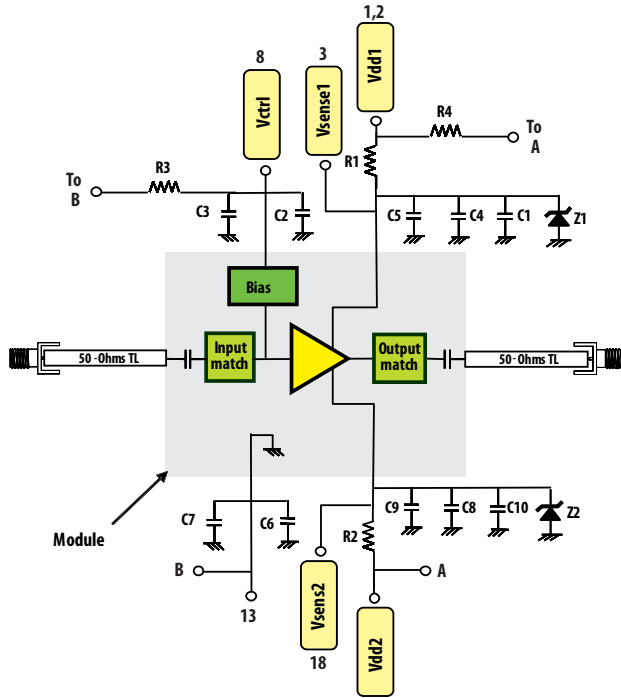 1,2
8
3
Vctrl
Vsense1
Vdd1
R4
To
A
R1
R3
To
B
C3
C2
C5
C4
C1
Z1
Bias
Input
match
Output
match
50 -Ohms TL
50- Ohms TL
C7
C6
C9
C8
C10
Z2
Module
R2
B
A
13
Vsens2
18
Vdd2